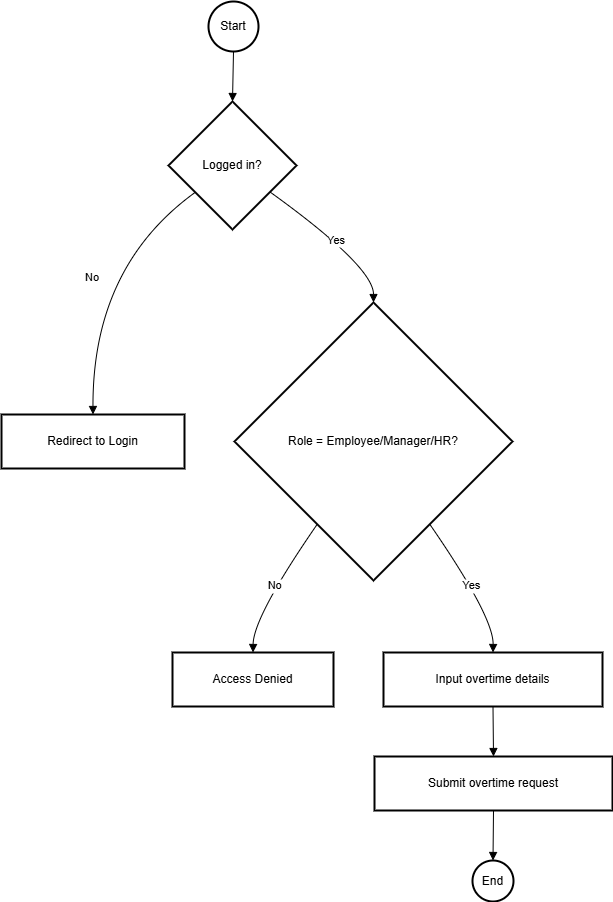 Start
Logged in?
Yes
No
Redirect to Login
Role = Employee/Manager/HR?
No
Yes
Access Denied
Input overtime details
Submit overtime request
End